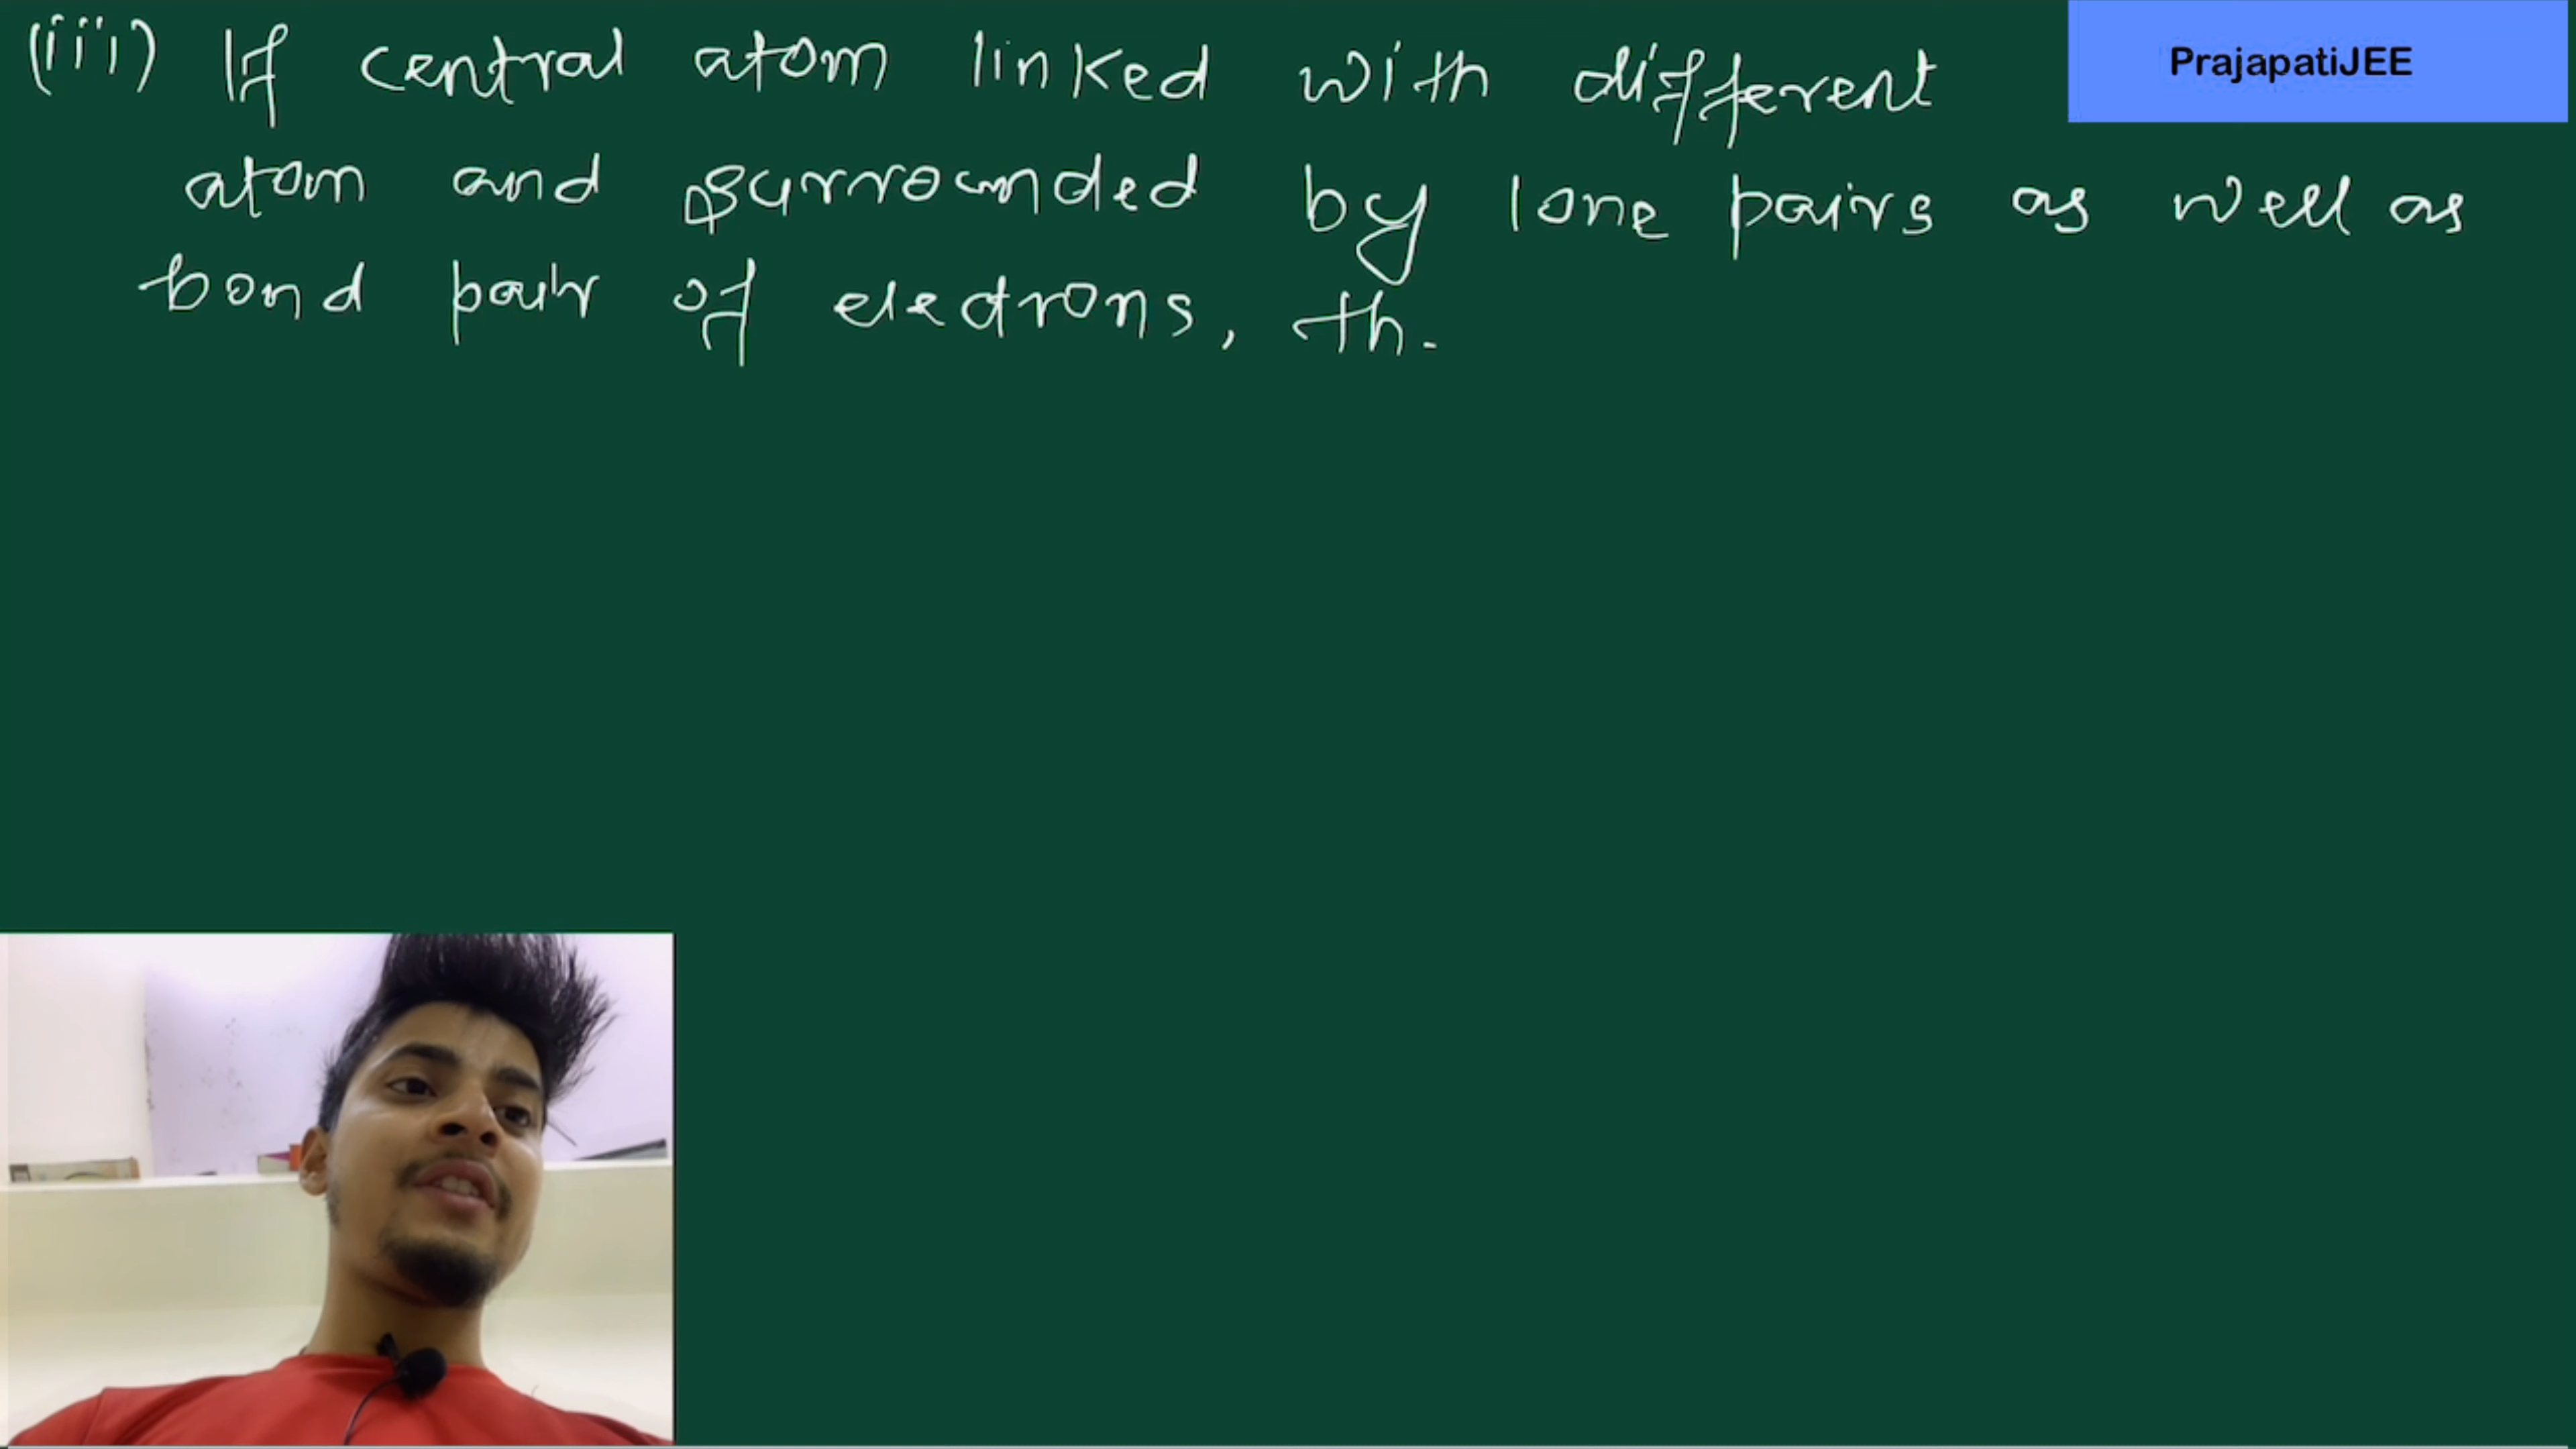 (iii) If central atom linked with different
PrajapatiJEE
atom and surrounded by lone pairs as well as
bond pair of electrons, th-